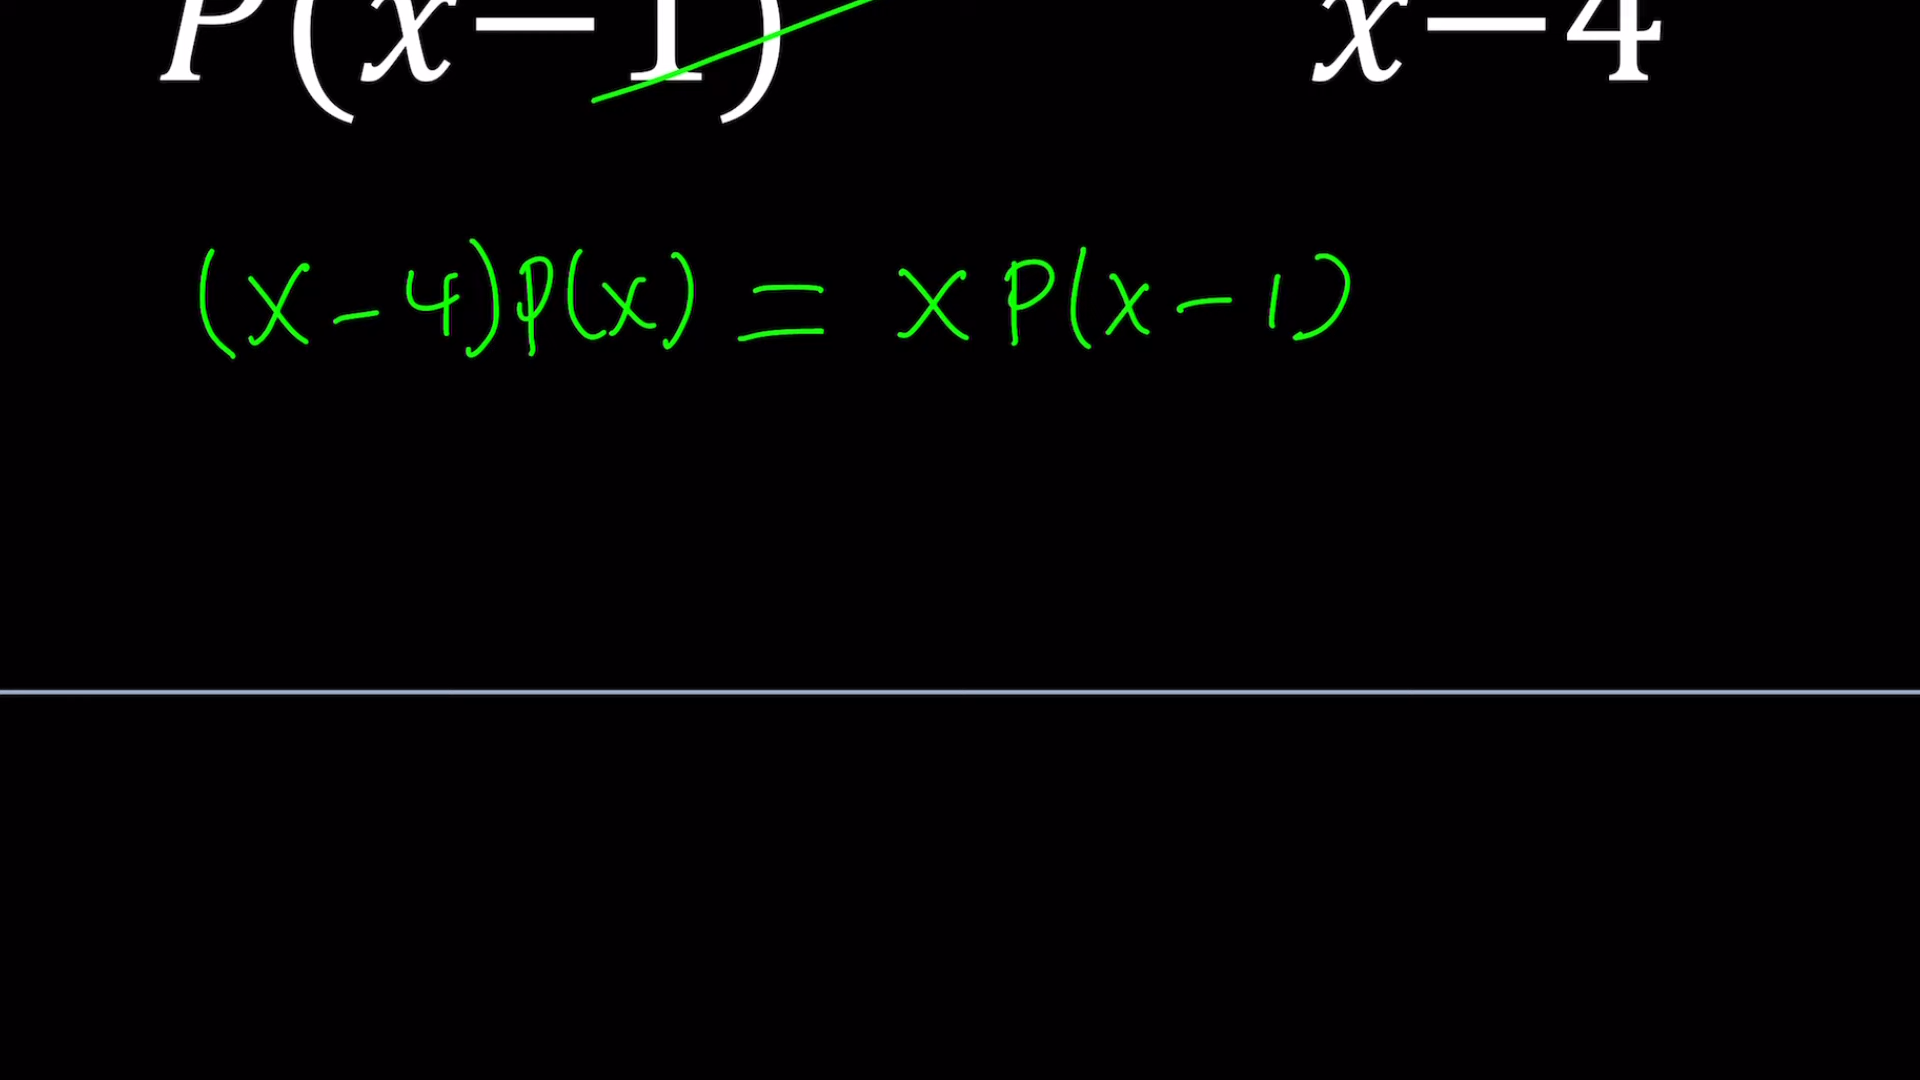 P(x−1) x−4
(x-4)P(x) = xP(x-1)